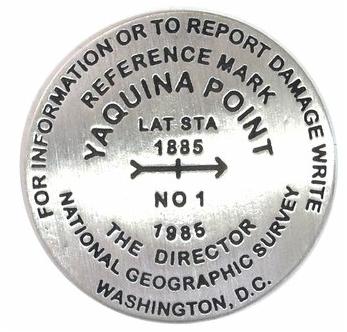 FOR INFORMATION OR TO REPORT DAMAGE WRITE
REFERENCE MARK
YAQUINA POINT
LAT STA
1885
NO 1
1985
THE DIRECTOR
NATIONAL GEOGRAPHIC SURVEY
WASHINGTON, D.C.